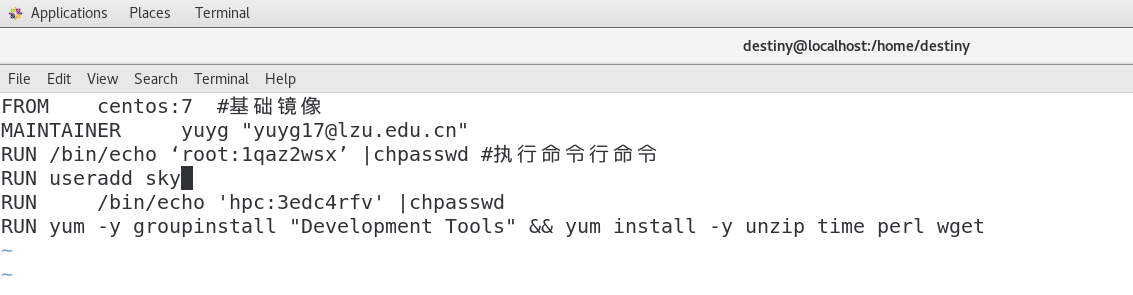 Applications Places Terminal
destiny@localhost:/home/destiny
File Edit View Search Terminal Help
FROM    centos:7  #基础镜像
MAINTAINER     yuyg "yuyg17@lzu.edu.cn"
RUN /bin/echo ‘root:1qaz2wsx’ |chpasswd #执行命令行命令
RUN useradd sky
RUN     /bin/echo 'hpc:3edc4rfv' |chpasswd
RUN yum -y groupinstall "Development Tools" && yum install -y unzip time perl wget
~
~